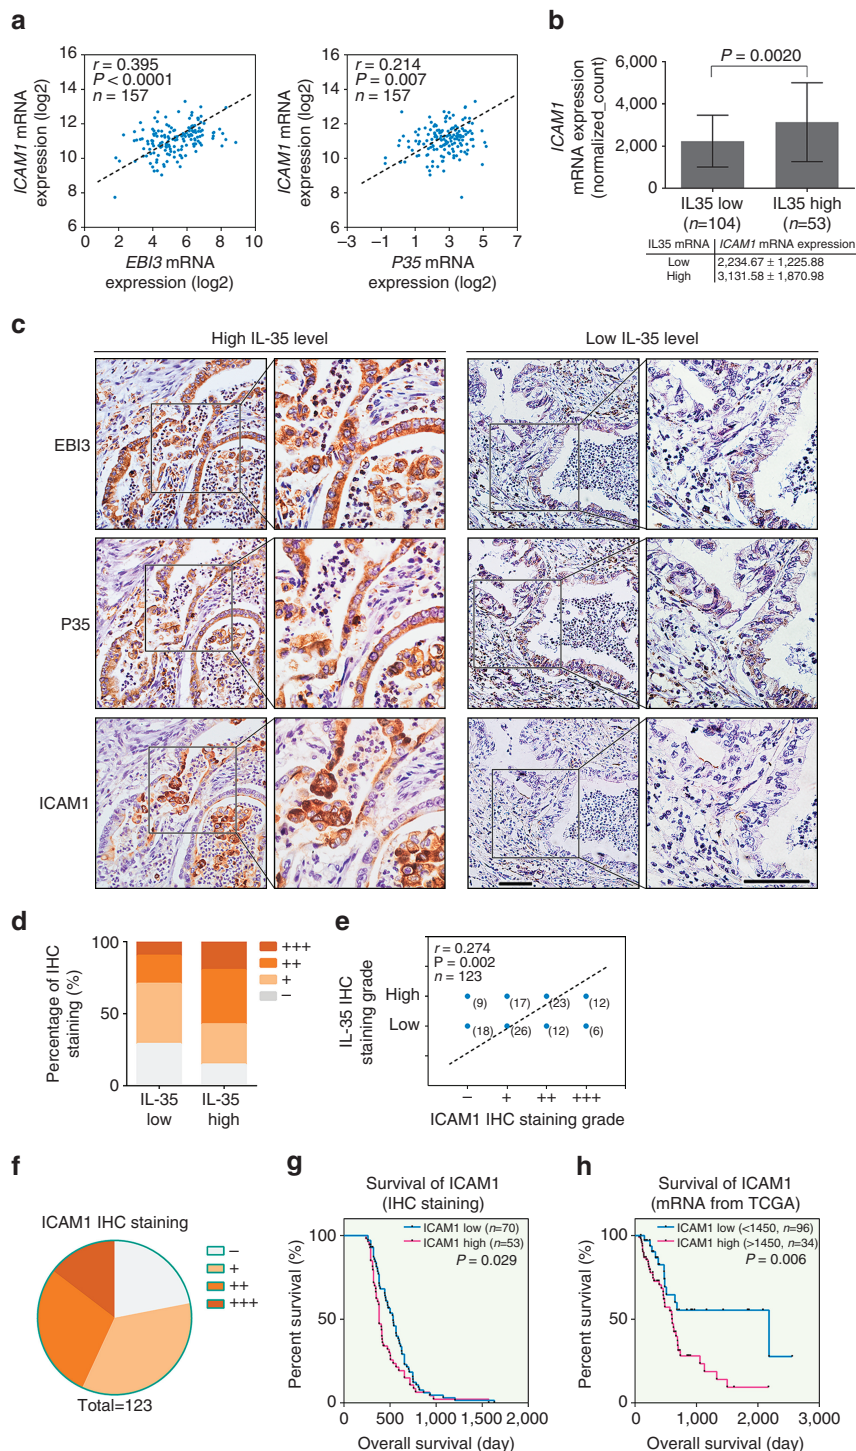 a
16
14
12
10
8
6
r = 0.395
P < 0.0001
n = 157
ICAM1 mRNA
expression (log2)
0 2 4 6 8 10
EBI3 mRNA
expression (log2)
16
14
12
10
8
6
r = 0.214
P = 0.007
n = 157
ICAM1 mRNA
expression (log2)
−3 −1 1 3 5 7
P35 mRNA
expression (log2)
b
P = 0.0020
6,000
4,000
2,000
0
ICAM1
mRNA expression
(normalized_count)
IL35 low
(n=104)
IL35 high
(n=53)
IL35 mRNA ICAM1 mRNA expression
Low 2,234.67 ± 1,225.88
High 3,131.58 ± 1,870.98
c
High IL-35 level
Low IL-35 level
EBI3
P35
ICAM1
d
100
50
0
Percentage of IHC
staining (%)
+++
++
+
−
IL-35
low
IL-35
high
e
r = 0.274
P = 0.002
n = 123
IL-35 IHC
staining grade
High
Low
(9) (17) (23) (12)
(18) (26) (12) (6)
− + ++ +++
ICAM1 IHC staining grade
f
ICAM1 IHC staining
−
+
++
+++
Total=123
g
Survival of ICAM1
(IHC staining)
ICAM1 low (n=70)
ICAM1 high (n=53)
P = 0.029
100
50
0
Percent survival (%)
0 500 1,000 1,500 2,000
Overall survival (day)
h
Survival of ICAM1
(mRNA from TCGA)
ICAM1 low (<1450, n=96)
ICAM1 high (>1450, n=34)
P = 0.006
100
50
0
Percent survival (%)
0 1,000 2,000 3,000
Overall survival (day)